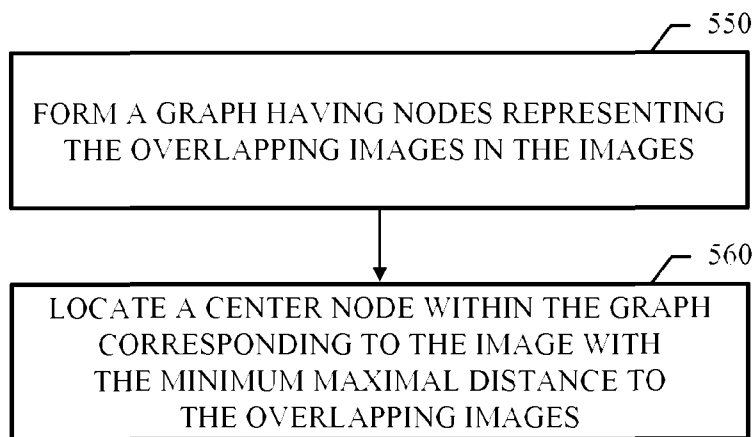 550
FORM A GRAPH HAVING NODES REPRESENTING
THE OVERLAPPING IMAGES IN THE IMAGES
560
LOCATE A CENTER NODE WITHIN THE GRAPH
CORRESPONDING TO THE IMAGE WITH
THE MINIMUM MAXIMAL DISTANCE TO
THE OVERLAPPING IMAGES